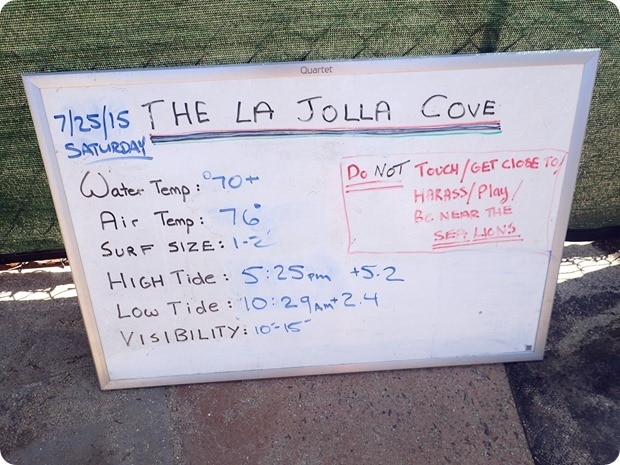 Quartet
7/25/15 THE LA JOLLA COVE
SATURDAY
Water Temp: °70+
Air Temp: 76°
SURF SIZE: 1-2'
HIGH Tide: 5:25pm +5.2
Low Tide: 10:29AM+2.4
VISIBILITY: 10'-15'
Do NOT TOUCH/GET CLOSE TO/
HARASS/Play/
BE NEAR THE
SEA LIONS